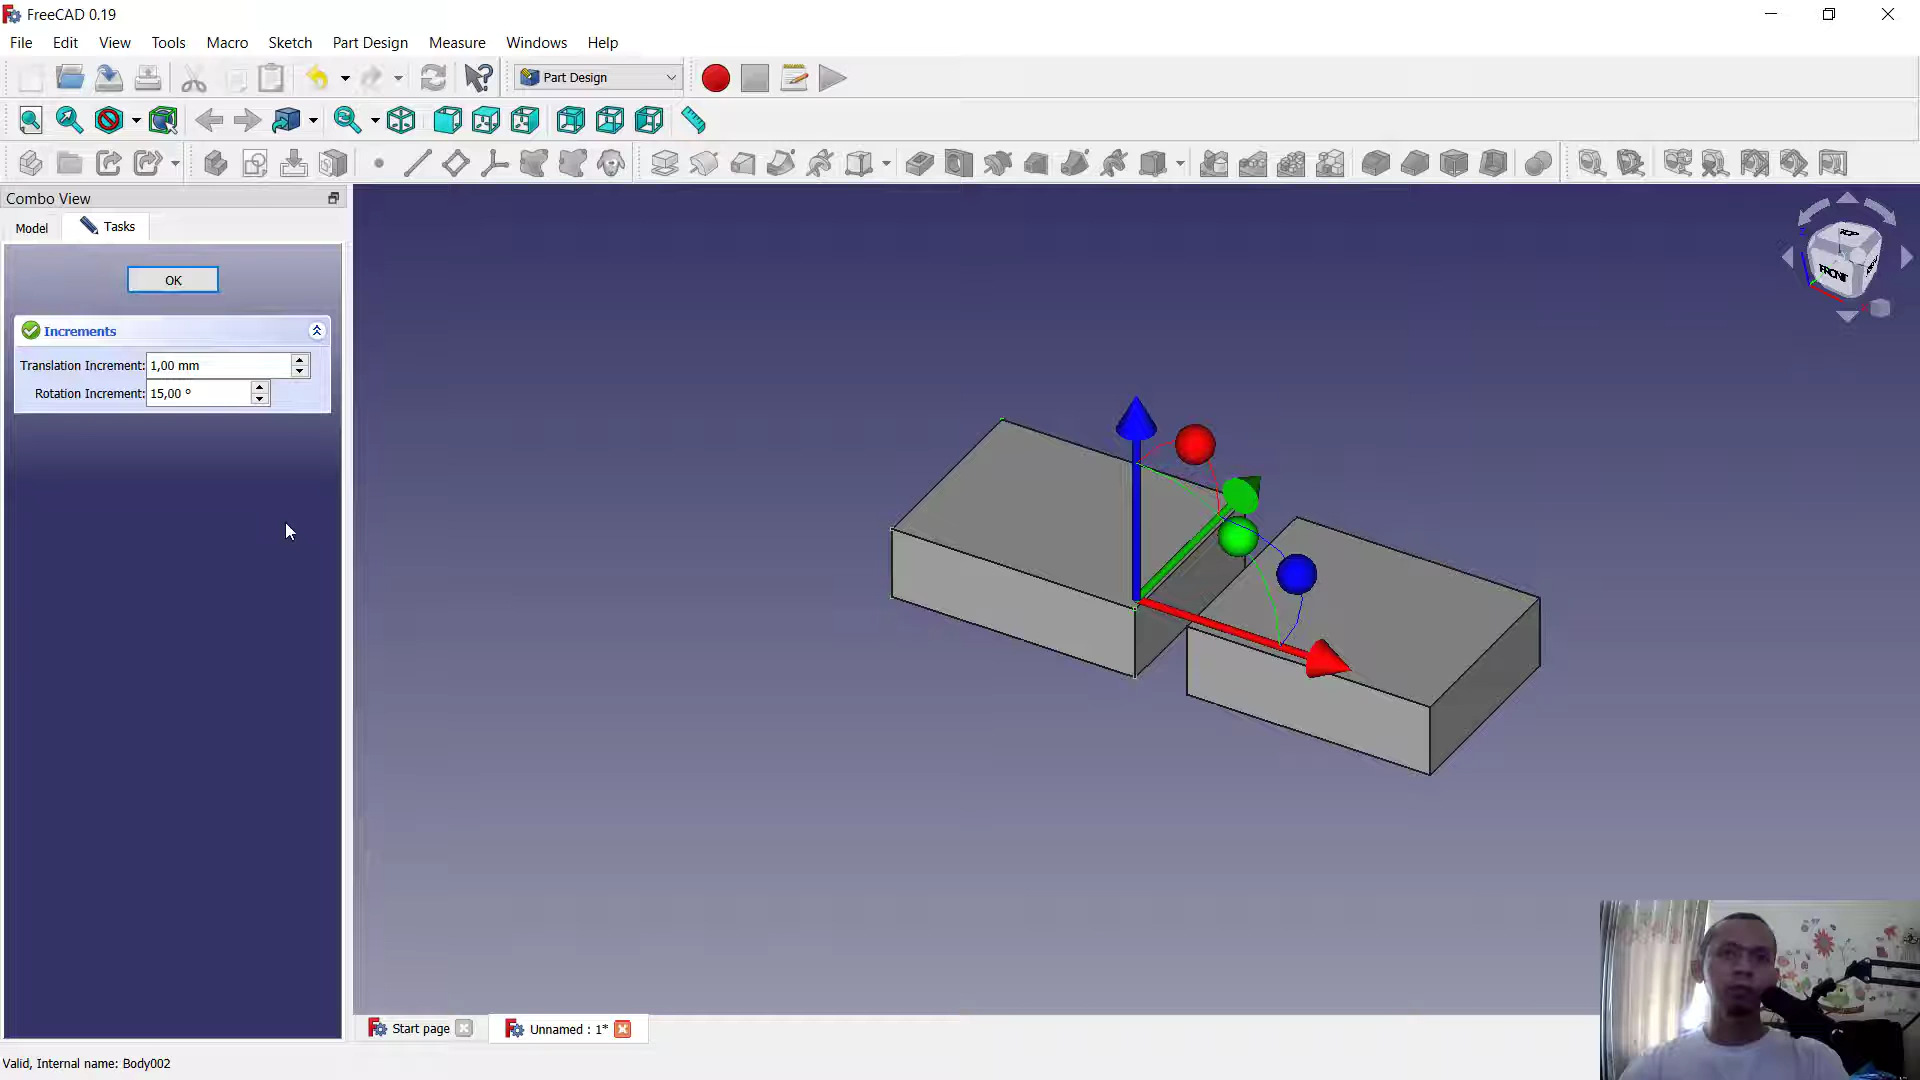 FreeCAD 0.19
File Edit View Tools Macro Sketch Part Design Measure Windows Help
Part Design
Combo View
Model Tasks
OK
Increments
Translation Increment: 1,00 mm
Rotation Increment: 15,00 °
TOP
FRONT
Start page Unnamed : 1*
Valid, Internal name: Body002